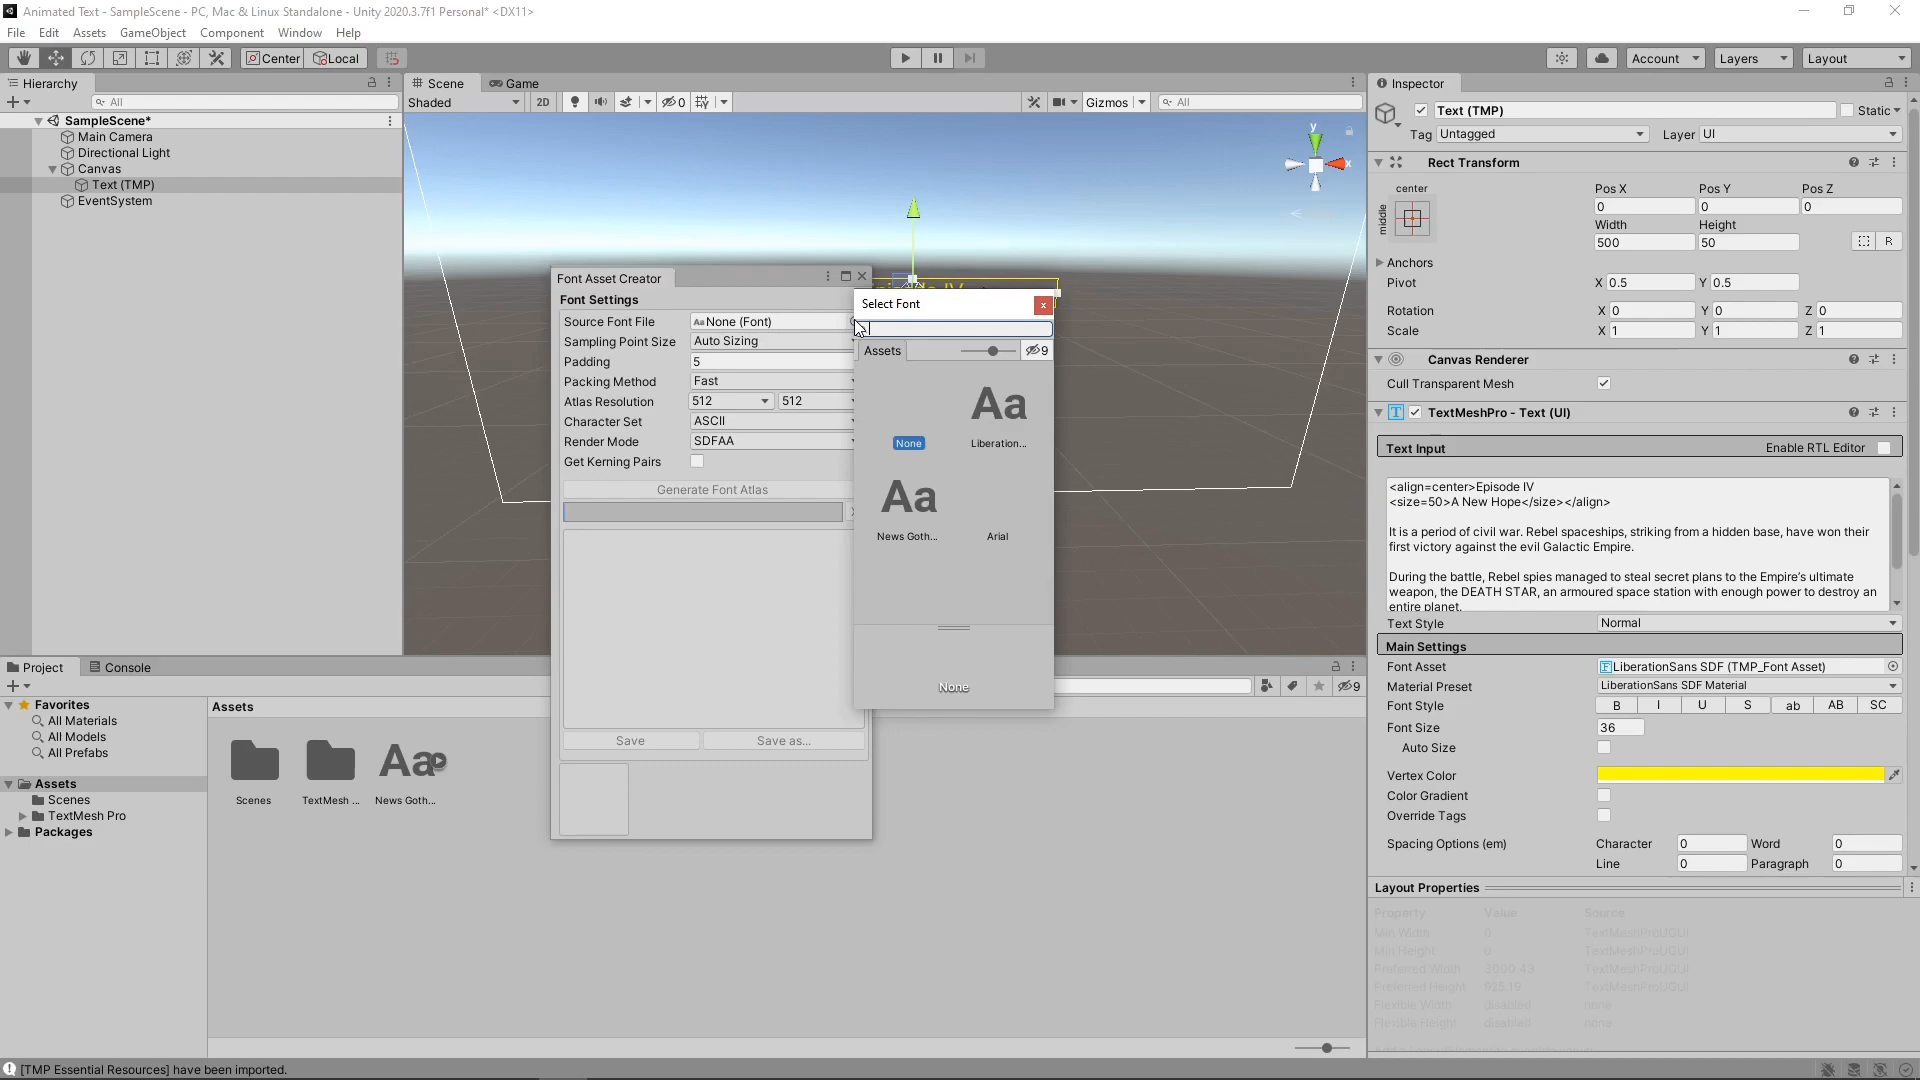 Animated Text - SampleScene - PC, Mac & Linux Standalone - Unity 2020.3.7f1 Personal* <DX11>
File Edit Assets GameObject Component Window Help
Center Local Account Layers Layout
Hierarchy
All
SampleScene*
Main Camera
Directional Light
Canvas
Text (TMP)
EventSystem
Scene Game
Shaded 2D 0 Gizmos All
y
x
Font Asset Creator
Font Settings
Source Font File None (Font)
Sampling Point Size Auto Sizing
Padding 5
Packing Method Fast
Atlas Resolution 512 512
Character Set ASCII
Render Mode SDFAA
Get Kerning Pairs
Generate Font Atlas
Save Save as...
Select Font
Assets 9
Aa
None Liberation...
Aa
News Goth... Arial
None
Project Console
9
Favorites
All Materials
All Models
All Prefabs
Assets
Scenes
TextMesh Pro
Packages
Assets
Aa
Scenes TextMesh ... News Goth...
[TMP Essential Resources] have been imported.
Inspector
Text (TMP) Static
Tag Untagged Layer UI
Rect Transform
center Pos X Pos Y Pos Z
middle 0 0 0
Width Height
500 50 R
Anchors
Pivot X 0.5 Y 0.5
Rotation X 0 Y 0 Z 0
Scale X 1 Y 1 Z 1
Canvas Renderer
Cull Transparent Mesh
TextMeshPro - Text (UI)
Text Input Enable RTL Editor
<align=center>Episode IV
<size=50>A New Hope</size></align>
It is a period of civil war. Rebel spaceships, striking from a hidden base, have won their
first victory against the evil Galactic Empire.
During the battle, Rebel spies managed to steal secret plans to the Empire's ultimate
weapon, the DEATH STAR, an armoured space station with enough power to destroy an
entire planet.
Text Style Normal
Main Settings
Font Asset LiberationSans SDF (TMP_Font Asset)
Material Preset LiberationSans SDF Material
Font Style B I U S ab AB SC
Font Size 36
Auto Size
Vertex Color
Color Gradient
Override Tags
Spacing Options (em) Character 0 Word 0
Line 0 Paragraph 0
Layout Properties
Property Value Source
Min Width 0 TextMeshProUGUI
Min Height 0 TextMeshProUGUI
Preferred Width 3000.43 TextMeshProUGUI
Preferred Height 925.19 TextMeshProUGUI
Flexible Width disabled none
Flexible Height disabled none